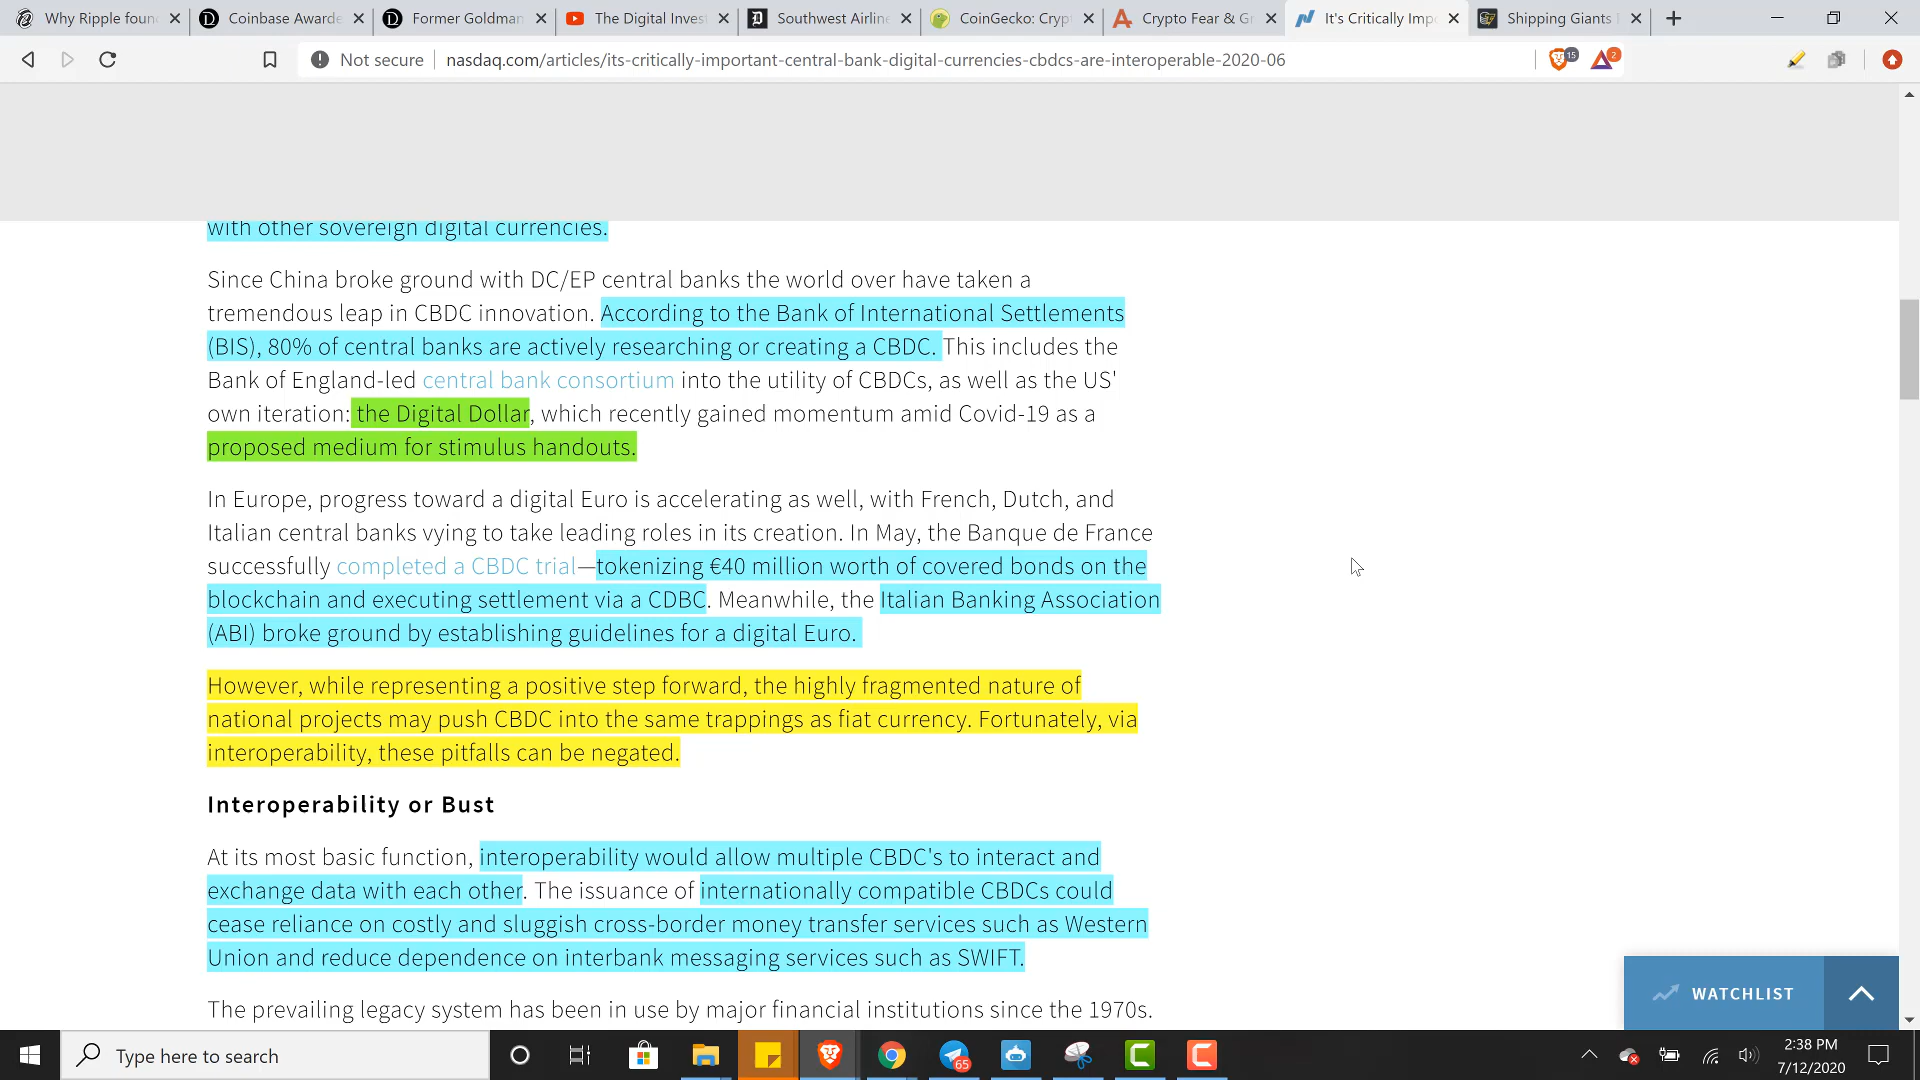 Why Ripple foun
Coinbase Awarde
Former Goldman
The Digital Invest
Southwest Airline
CoinGecko: Crypt
Crypto Fear & Gr
It's Critically Imp
Shipping Giants
Not secure
nasdaq.com/articles/its-critically-important-central-bank-digital-currencies-cbdcs-are-interoperable-2020-06
15
2
with other sovereign digital currencies.
Since China broke ground with DC/EP central banks the world over have taken a
tremendous leap in CBDC innovation. According to the Bank of International Settlements
(BIS), 80% of central banks are actively researching or creating a CBDC. This includes the
Bank of England-led central bank consortium into the utility of CBDCs, as well as the US'
own iteration: the Digital Dollar, which recently gained momentum amid Covid-19 as a
proposed medium for stimulus handouts.
In Europe, progress toward a digital Euro is accelerating as well, with French, Dutch, and
Italian central banks vying to take leading roles in its creation. In May, the Banque de France
successfully completed a CBDC trial—tokenizing €40 million worth of covered bonds on the
blockchain and executing settlement via a CDBC. Meanwhile, the Italian Banking Association
(ABI) broke ground by establishing guidelines for a digital Euro.
However, while representing a positive step forward, the highly fragmented nature of
national projects may push CBDC into the same trappings as fiat currency. Fortunately, via
interoperability, these pitfalls can be negated.
Interoperability or Bust
At its most basic function, interoperability would allow multiple CBDC's to interact and
exchange data with each other. The issuance of internationally compatible CBDCs could
cease reliance on costly and sluggish cross-border money transfer services such as Western
Union and reduce dependence on interbank messaging services such as SWIFT.
The prevailing legacy system has been in use by major financial institutions since the 1970s.
WATCHLIST
Type here to search
65
2:38 PM
7/12/2020